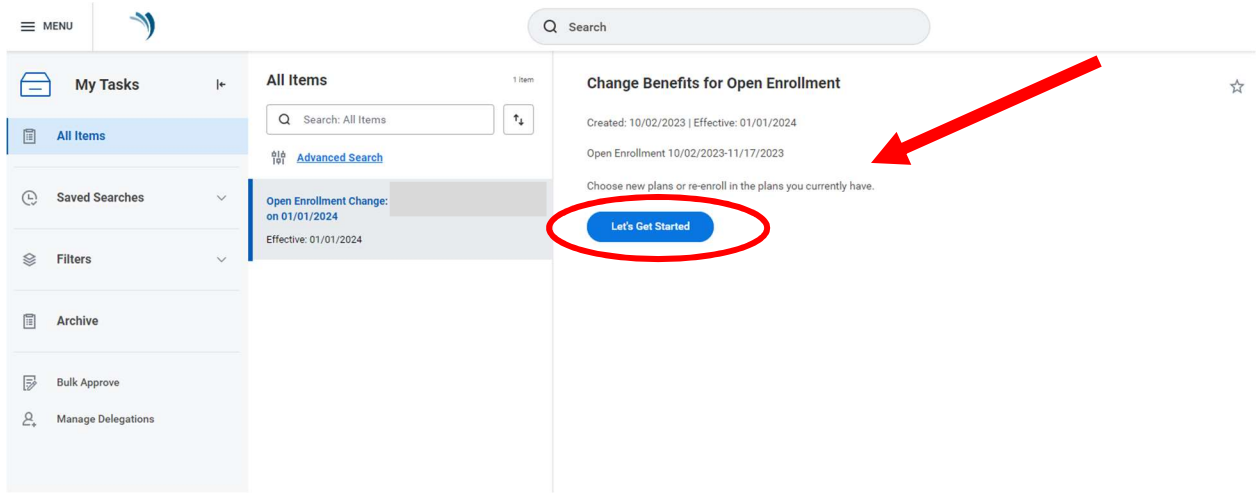 MENU
Search
My Tasks
All Items
Saved Searches
Filters
Archive
Bulk Approve
Manage Delegations
All Items
1 item
Search: All Items
Advanced Search
Open Enrollment Change:
on 01/01/2024
Effective: 01/01/2024
Change Benefits for Open Enrollment
Created: 10/02/2023 | Effective: 01/01/2024
Open Enrollment 10/02/2023-11/17/2023
Choose new plans or re-enroll in the plans you currently have.
Let's Get Started